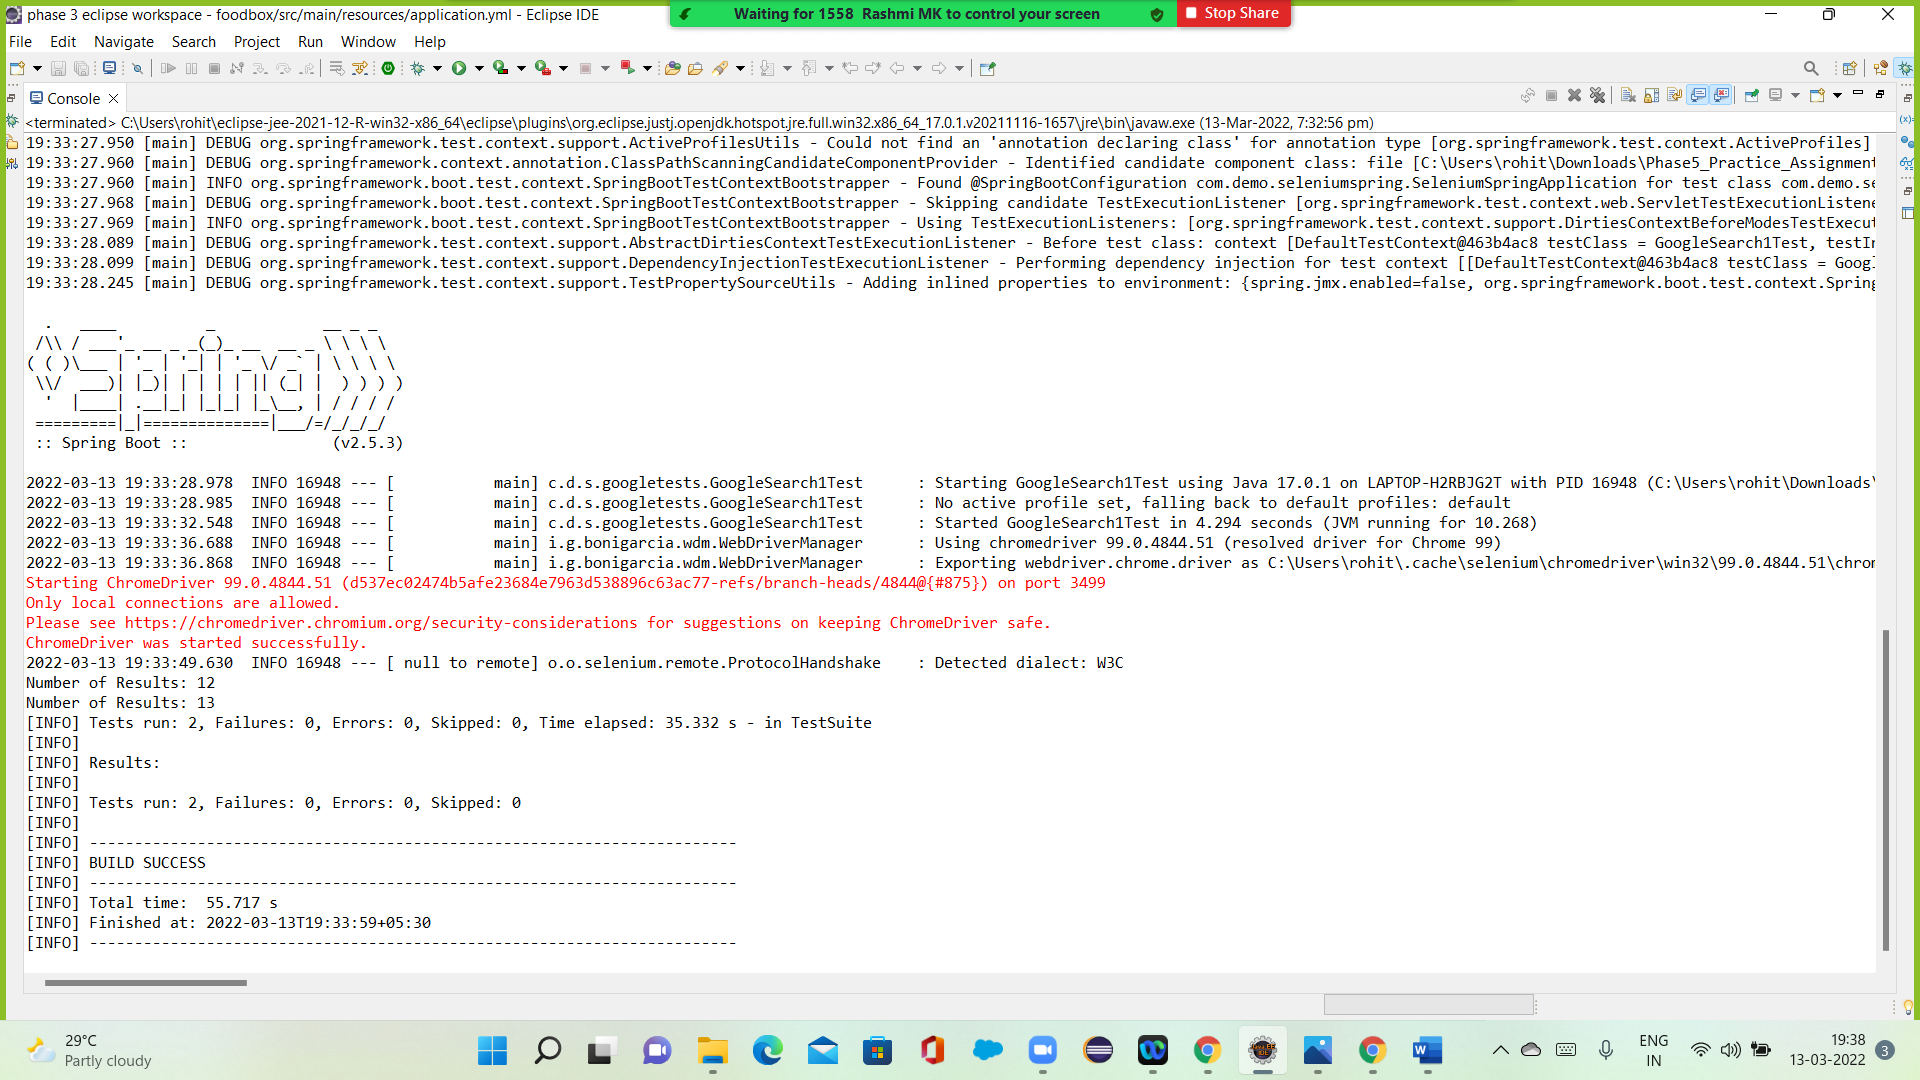 phase 3 eclipse workspace - foodbox/src/main/resources/application.yml - Eclipse IDE
Waiting for 1558 Rashmi MK to control your screen
Stop Share
File Edit Navigate Search Project Run Window Help
Console
<terminated> C:\Users\rohit\eclipse-jee-2021-12-R-win32-x86_64\eclipse\plugins\org.eclipse.justj.openjdk.hotspot.jre.full.win32.x86_64_17.0.1.v20211116-1657\jre\bin\javaw.exe (13-Mar-2022, 7:32:56 pm)
19:33:27.950 [main] DEBUG org.springframework.test.context.support.ActiveProfilesUtils - Could not find an 'annotation declaring class' for annotation type [org.springframework.test.context.ActiveProfiles]
19:33:27.960 [main] DEBUG org.springframework.context.annotation.ClassPathScanningCandidateComponentProvider - Identified candidate component class: file [C:\Users\rohit\Downloads\Phase5_Practice_Assignment
19:33:27.960 [main] INFO org.springframework.boot.test.context.SpringBootTestContextBootstrapper - Found @SpringBootConfiguration com.demo.seleniumspring.SeleniumSpringApplication for test class com.demo.se
19:33:27.968 [main] DEBUG org.springframework.boot.test.context.SpringBootTestContextBootstrapper - Skipping candidate TestExecutionListener [org.springframework.test.context.web.ServletTestExecutionListene
19:33:27.969 [main] INFO org.springframework.boot.test.context.SpringBootTestContextBootstrapper - Using TestExecutionListeners: [org.springframework.test.context.support.DirtiesContextBeforeModesTestExecut
19:33:28.089 [main] DEBUG org.springframework.test.context.support.AbstractDirtiesContextTestExecutionListener - Before test class: context [DefaultTestContext@463b4ac8 testClass = GoogleSearch1Test, testIn
19:33:28.099 [main] DEBUG org.springframework.test.context.support.DependencyInjectionTestExecutionListener - Performing dependency injection for test context [[DefaultTestContext@463b4ac8 testClass = Googl
19:33:28.245 [main] DEBUG org.springframework.test.context.support.TestPropertySourceUtils - Adding inlined properties to environment: {spring.jmx.enabled=false, org.springframework.boot.test.context.Spring
  .   ____          _            __ _ _
 /\\ / ___'_ __ _ _(_)_ __  __ _ \ \ \ \
( ( )\___ | '_ | '_| | '_ \/ _` | \ \ \ \
 \\/  ___)| |_)| | | | | || (_| |  ) ) ) )
  '  |____| .__|_| |_|_| |_\__, | / / / /
 =========|_|==============|___/=/_/_/_/
 :: Spring Boot ::                (v2.5.3)
2022-03-13 19:33:28.978  INFO 16948 --- [           main] c.d.s.googletests.GoogleSearch1Test      : Starting GoogleSearch1Test using Java 17.0.1 on LAPTOP-H2RBJG2T with PID 16948 (C:\Users\rohit\Downloads\
2022-03-13 19:33:28.985  INFO 16948 --- [           main] c.d.s.googletests.GoogleSearch1Test      : No active profile set, falling back to default profiles: default
2022-03-13 19:33:32.548  INFO 16948 --- [           main] c.d.s.googletests.GoogleSearch1Test      : Started GoogleSearch1Test in 4.294 seconds (JVM running for 10.268)
2022-03-13 19:33:36.688  INFO 16948 --- [           main] i.g.bonigarcia.wdm.WebDriverManager      : Using chromedriver 99.0.4844.51 (resolved driver for Chrome 99)
2022-03-13 19:33:36.868  INFO 16948 --- [           main] i.g.bonigarcia.wdm.WebDriverManager      : Exporting webdriver.chrome.driver as C:\Users\rohit\.cache\selenium\chromedriver\win32\99.0.4844.51\chrom
Starting ChromeDriver 99.0.4844.51 (d537ec02474b5afe23684e7963d538896c63ac77-refs/branch-heads/4844@{#875}) on port 3499
Only local connections are allowed.
Please see https://chromedriver.chromium.org/security-considerations for suggestions on keeping ChromeDriver safe.
ChromeDriver was started successfully.
2022-03-13 19:33:49.630  INFO 16948 --- [ null to remote] o.o.selenium.remote.ProtocolHandshake    : Detected dialect: W3C
Number of Results: 12
Number of Results: 13
[INFO] Tests run: 2, Failures: 0, Errors: 0, Skipped: 0, Time elapsed: 35.332 s - in TestSuite
[INFO]
[INFO] Results:
[INFO]
[INFO] Tests run: 2, Failures: 0, Errors: 0, Skipped: 0
[INFO]
[INFO] ------------------------------------------------------------------------
[INFO] BUILD SUCCESS
[INFO] ------------------------------------------------------------------------
[INFO] Total time:  55.717 s
[INFO] Finished at: 2022-03-13T19:33:59+05:30
[INFO] ------------------------------------------------------------------------
29°C
Partly cloudy
ENG
IN
19:38
13-03-2022
3